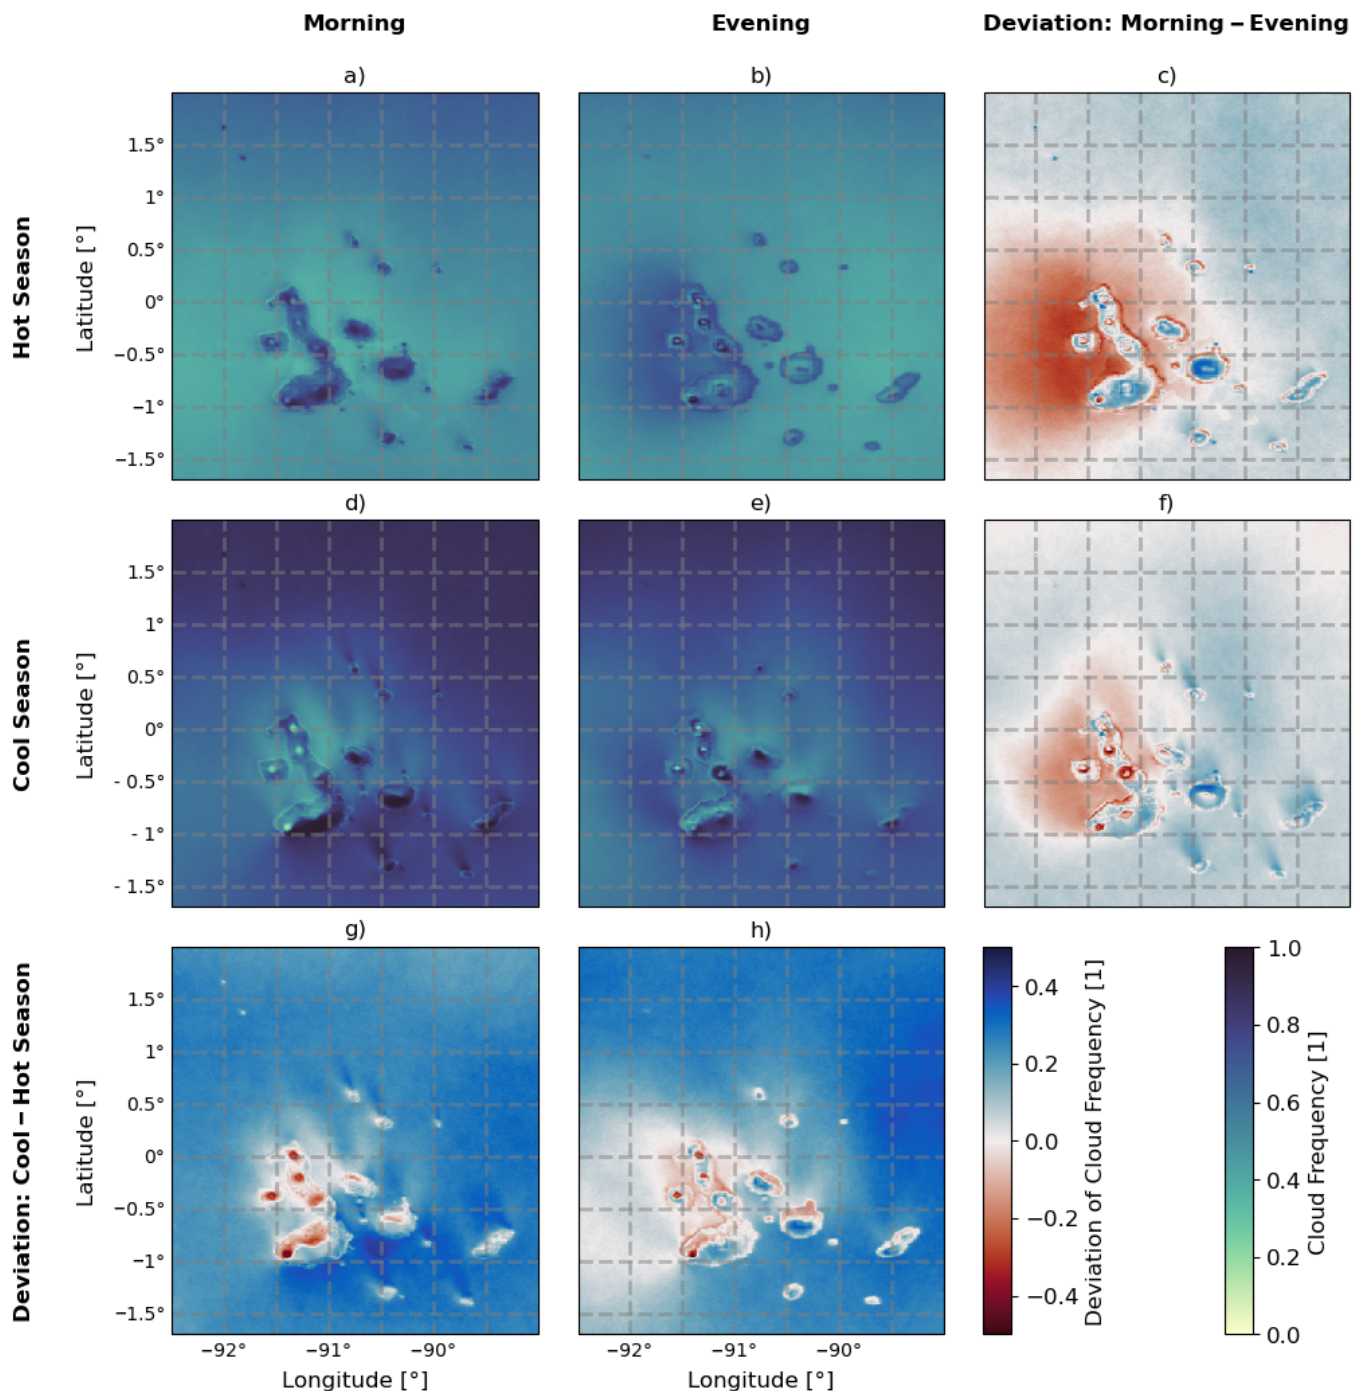 Morning
Evening
Deviation: Morning – Evening
a)
b)
c)
Hot Season
Latitude [°]
1.5°
1°
0.5°
0°
−0.5°
−1°
−1.5°
d)
e)
f)
Cool Season
Latitude [°]
1.5°
1°
0.5°
0°
- 0.5°
- 1°
- 1.5°
g)
h)
Deviation: Cool – Hot Season
Latitude [°]
1.5°
1°
0.5°
0°
−0.5°
−1°
−1.5°
−92°
−91°
−90°
Longitude [°]
−92°
−91°
−90°
Longitude [°]
0.4
0.2
0.0
−0.2
−0.4
Deviation of Cloud Frequency [1]
1.0
0.8
0.6
0.4
0.2
0.0
Cloud Frequency [1]